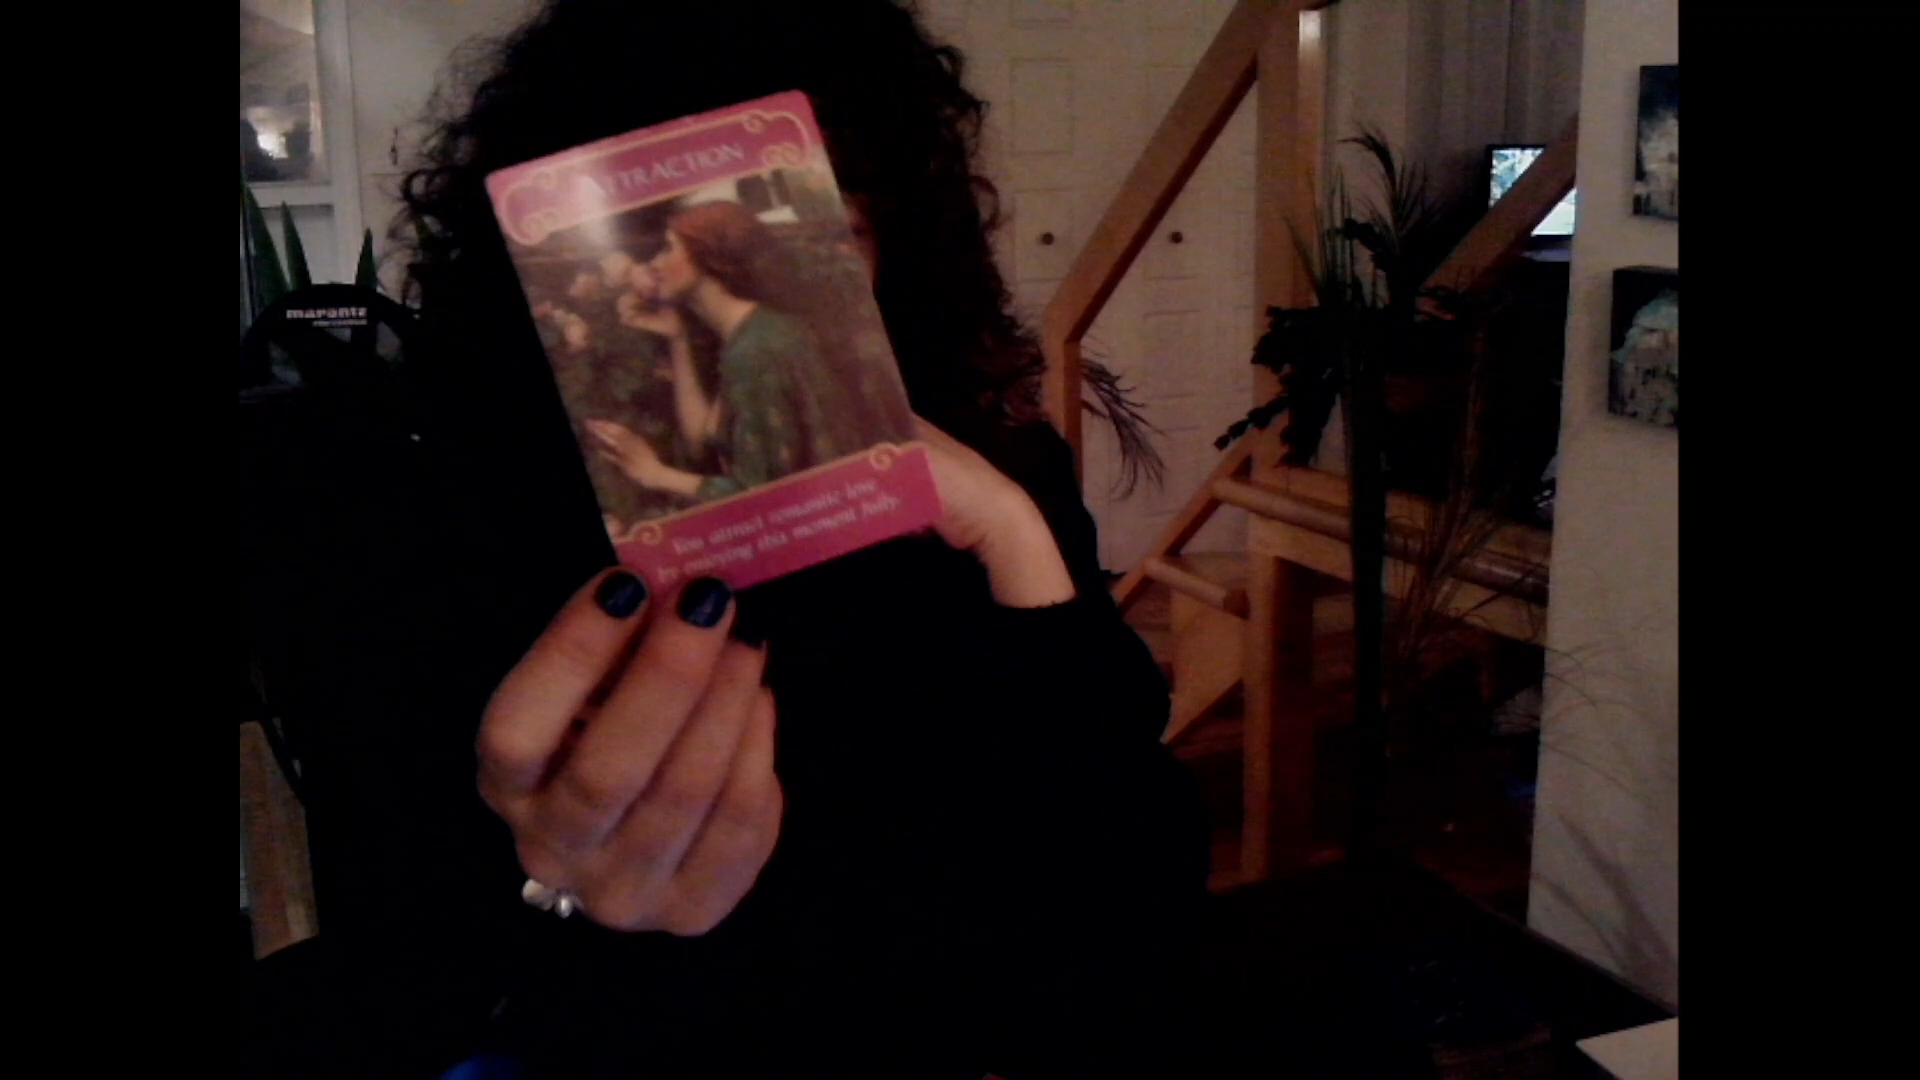 marantz
ATTRACTION
You attract romantic love
by enjoying this moment fully.